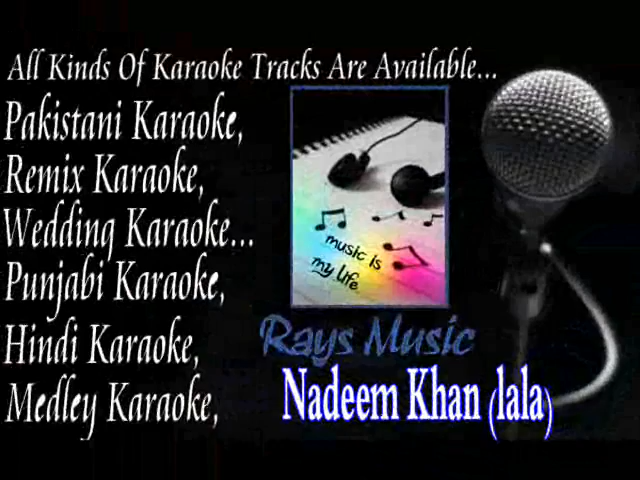 All Kinds Of Karaoke Tracks Are Available...
Pakistani Karaoke,
Remix Karaoke,
Wedding Karaoke...
Punjabi Karaoke,
Hindi Karaoke,
Medley Karaoke,
music is
my life
Rays Music
Nadeem Khan (lala)